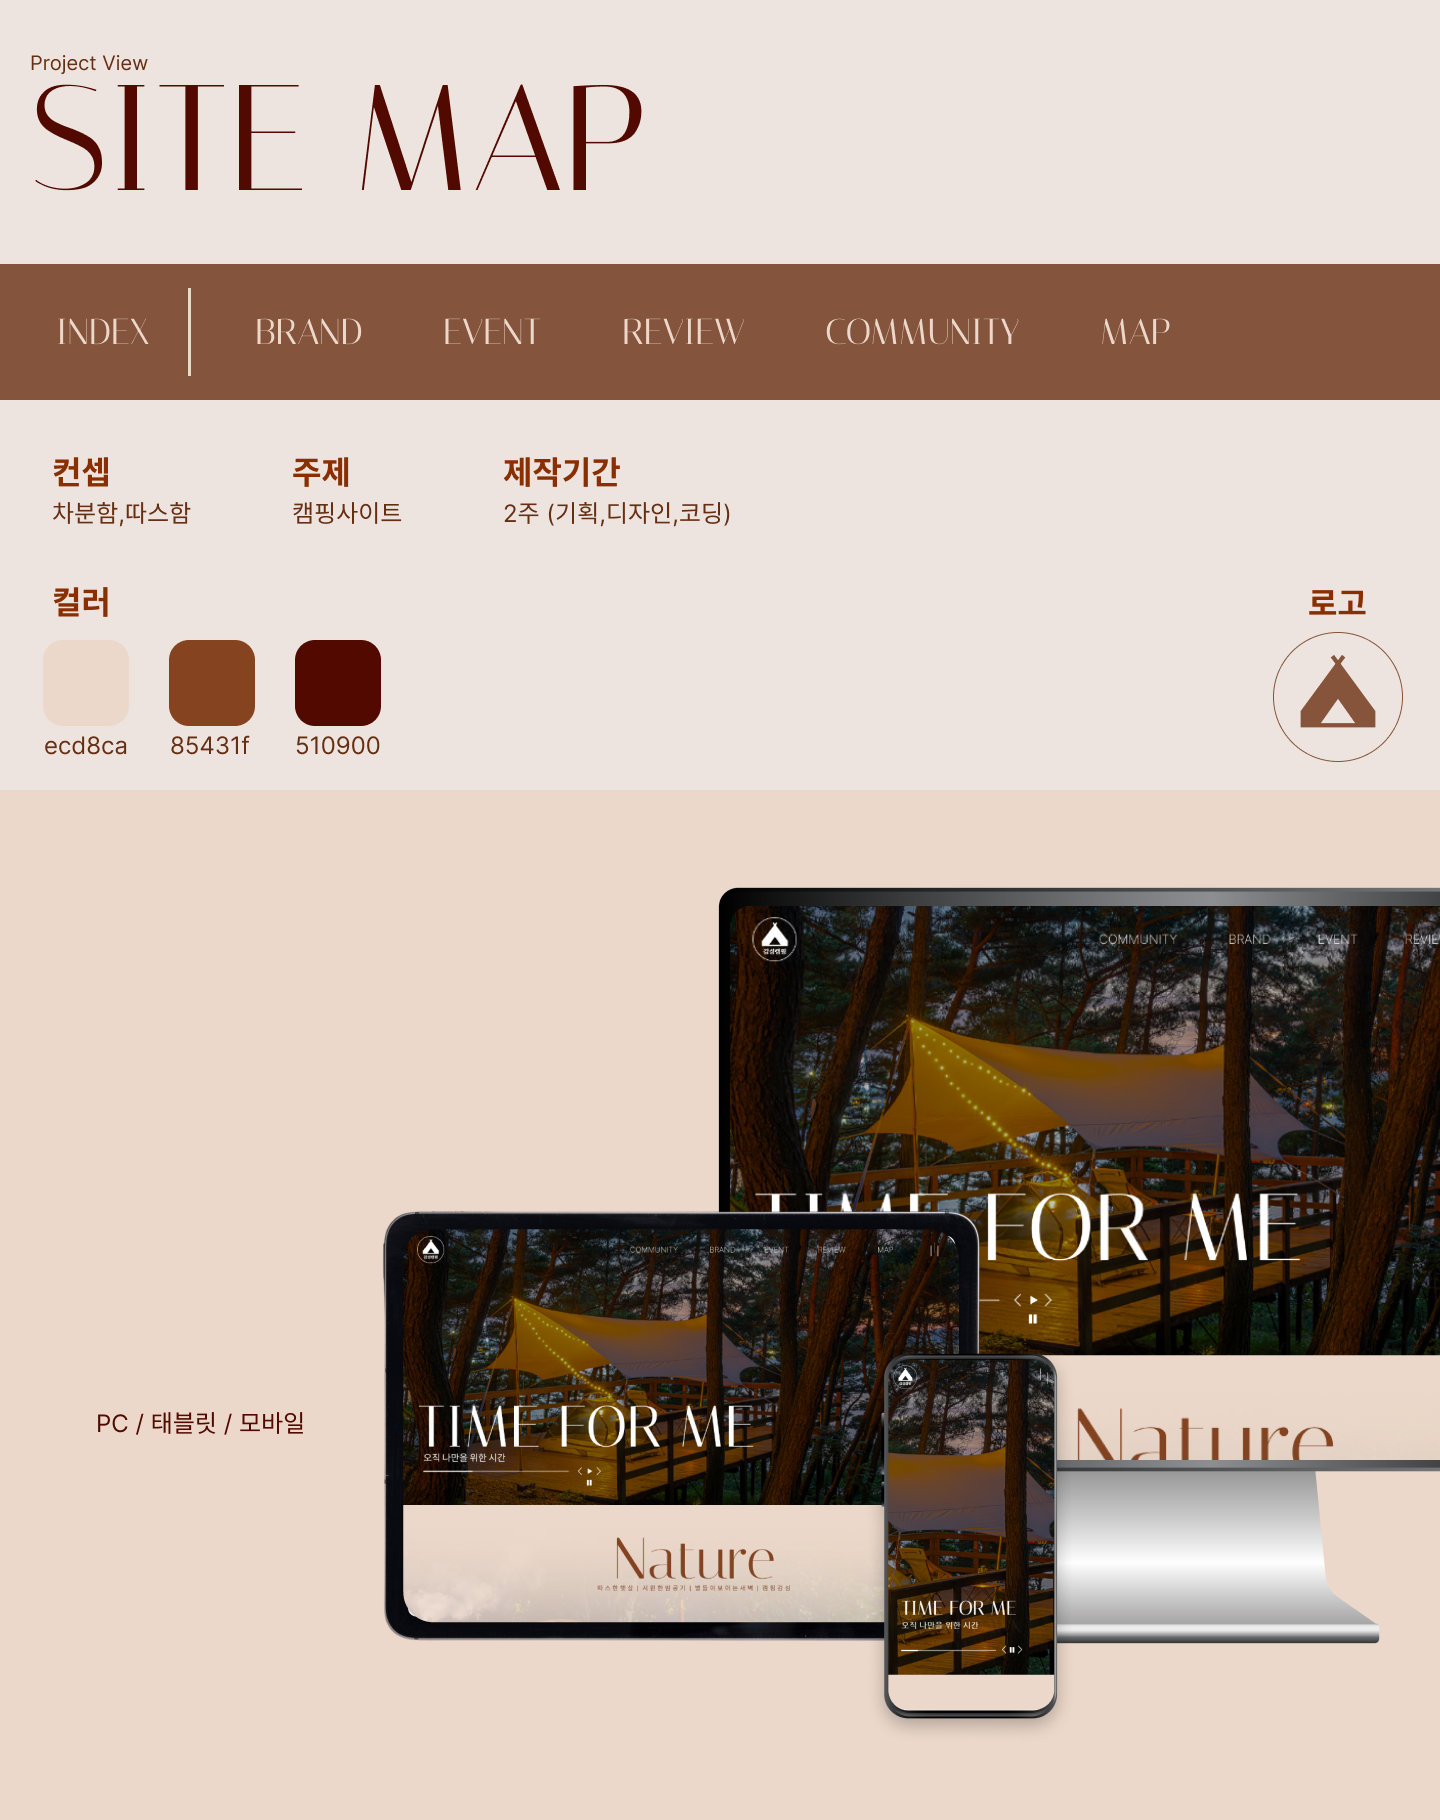 Project View
SITE MAP
INDEX
BRAND
EVENT
REVIEW
COMMUNITY
MAP
컨셉
차분함,따스함
주제
캠핑사이트
제작기간
2주 (기획,디자인,코딩)
컬러
ecd8ca
85431f
510900
로고
감성캠핑
COMMUNITY
BRAND
EVENT
TIME FOR ME
Nature
PC / 태블릿 / 모바일
COMMUNITY
BRAND
EVENT
REVIEW
MAP
TIME FOR ME
오직 나만을 위한 시간
Nature
TIME FOR ME
오직 나만을 위한 시간